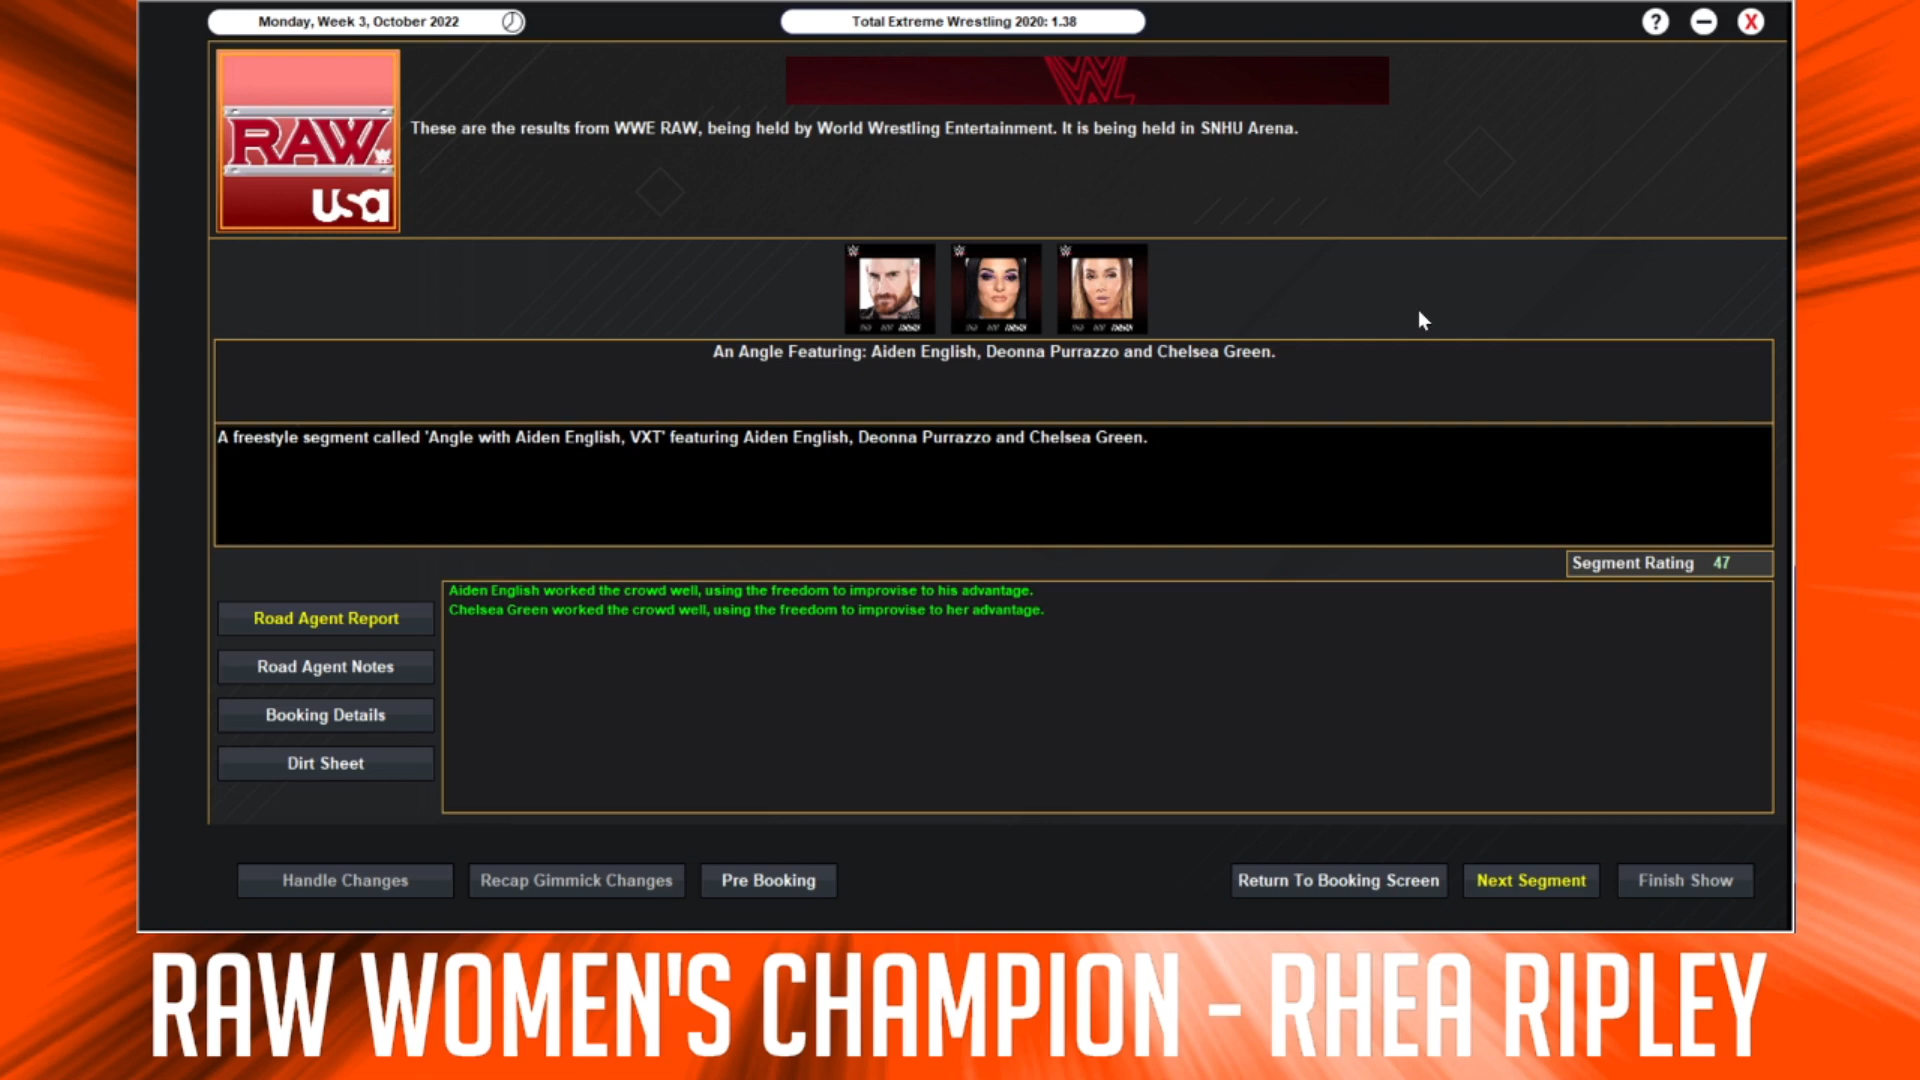 Monday, Week 3, October 2022
Total Extreme Wrestling 2020: 1.38
? X
RAW
usa
These are the results from WWE RAW, being held by World Wrestling Entertainment. It is being held in SNHU Arena.
An Angle Featuring: Aiden English, Deonna Purrazzo and Chelsea Green.
A freestyle segment called 'Angle with Aiden English, VXT' featuring Aiden English, Deonna Purrazzo and Chelsea Green.
Segment Rating 47
Aiden English worked the crowd well, using the freedom to improvise to his advantage.
Chelsea Green worked the crowd well, using the freedom to improvise to her advantage.
Road Agent Report
Road Agent Notes
Booking Details
Dirt Sheet
Handle Changes
Recap Gimmick Changes
Pre Booking
Return To Booking Screen
Next Segment
Finish Show
RAW WOMEN'S CHAMPION - RHEA RIPLEY